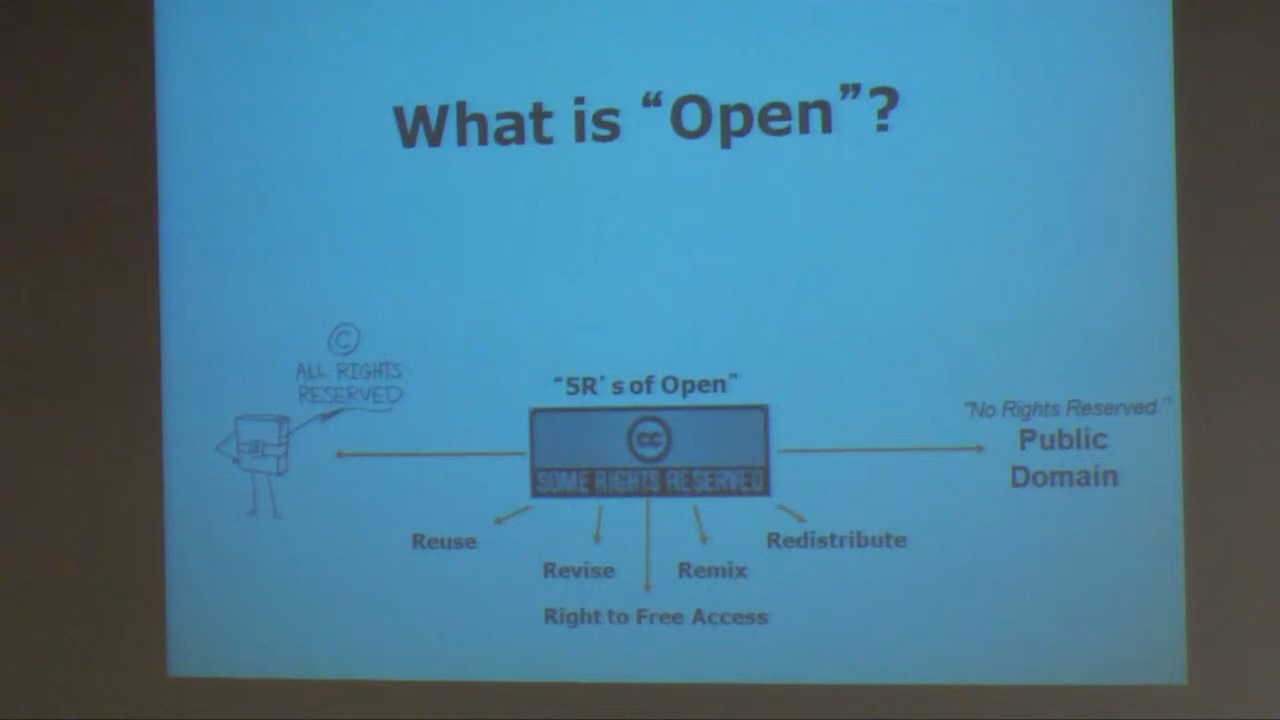 What is “Open”?
©
ALL RIGHTS
RESERVED
“5R’s of Open”
cc
SOME RIGHTS RESERVED
"No Rights Reserved"
Public
Domain
Reuse
Revise
Remix
Redistribute
Right to Free Access